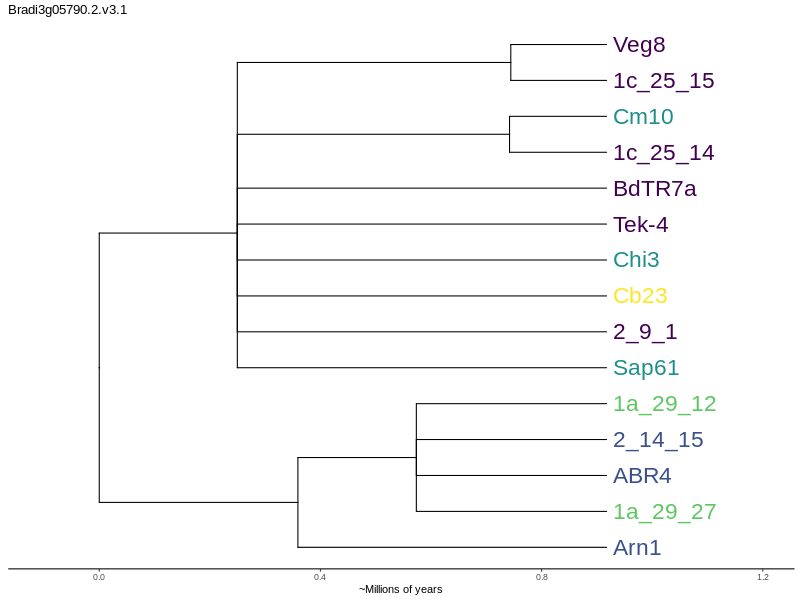 Bradi3g05790.2.v3.1
Veg8
1c_25_15
Cm10
1c_25_14
BdTR7a
Tek-4
Chi3
Cb23
2_9_1
Sap61
1a_29_12
2_14_15
ABR4
1a_29_27
Arn1
0.0 0.4 0.8 1.2
~Millions of years